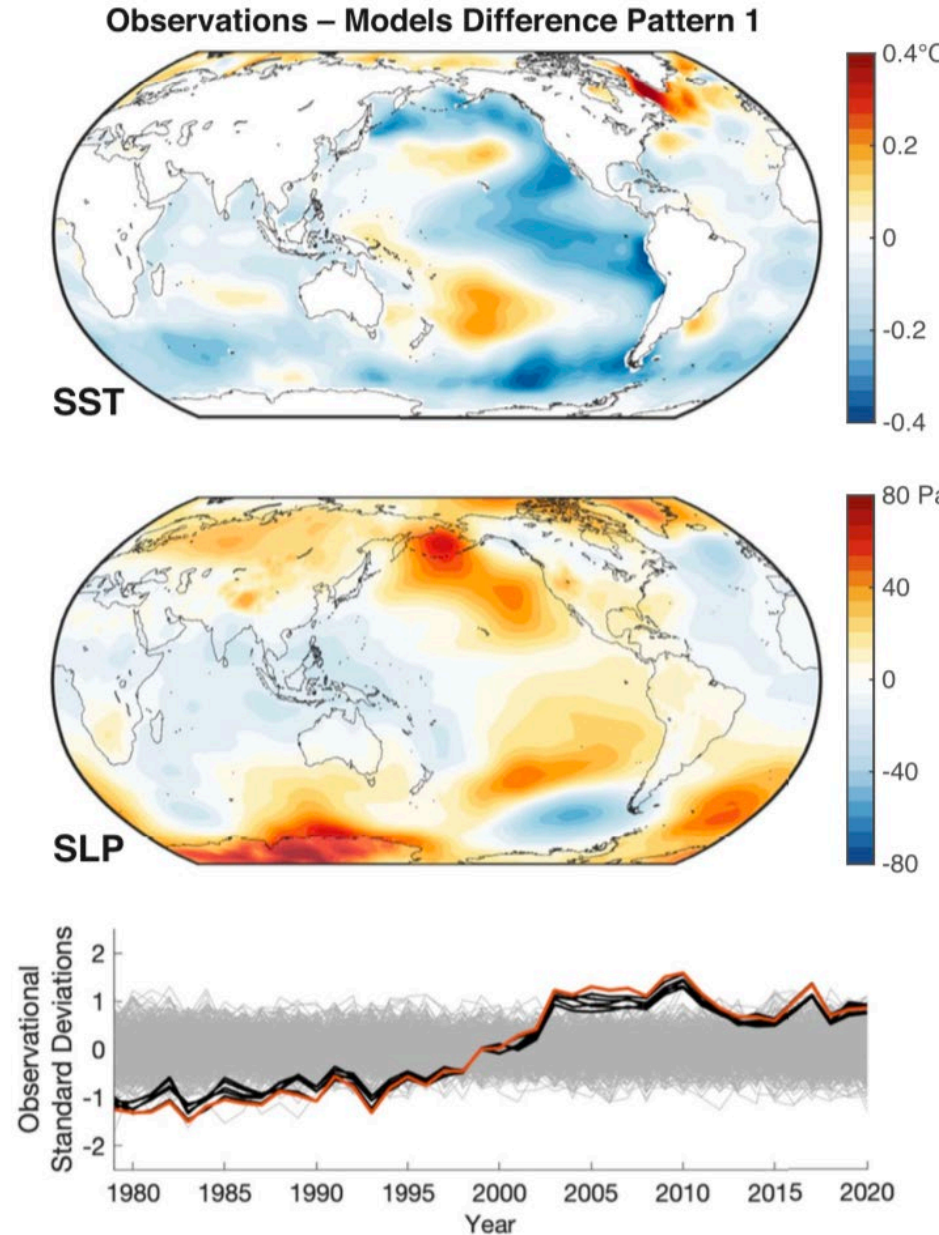 Observations – Models Difference Pattern 1
0.4°C
0.2
0
-0.2
-0.4
SST
80 Pa
40
0
-40
-80
SLP
Observational
Standard Deviations
2
1
0
-1
-2
1980 1985 1990 1995 2000 2005 2010 2015 2020
Year